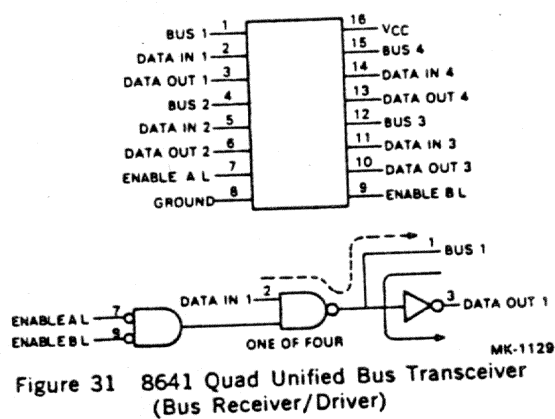 BUS 1 1
DATA IN 1 2
DATA OUT 1 3
BUS 2 4
DATA IN 2 5
DATA OUT 2 6
ENABLE A L 7
GROUND 8
16 VCC
15 BUS 4
14 DATA IN 4
13 DATA OUT 4
12 BUS 3
11 DATA IN 3
10 DATA OUT 3
9 ENABLE B L
1 BUS 1
DATA IN 1 2
ENABLE A L 7
ENABLE B L 9
3 DATA OUT 1
ONE OF FOUR
MK-1129
Figure 31 8641 Quad Unified Bus Transceiver
(Bus Receiver/Driver)